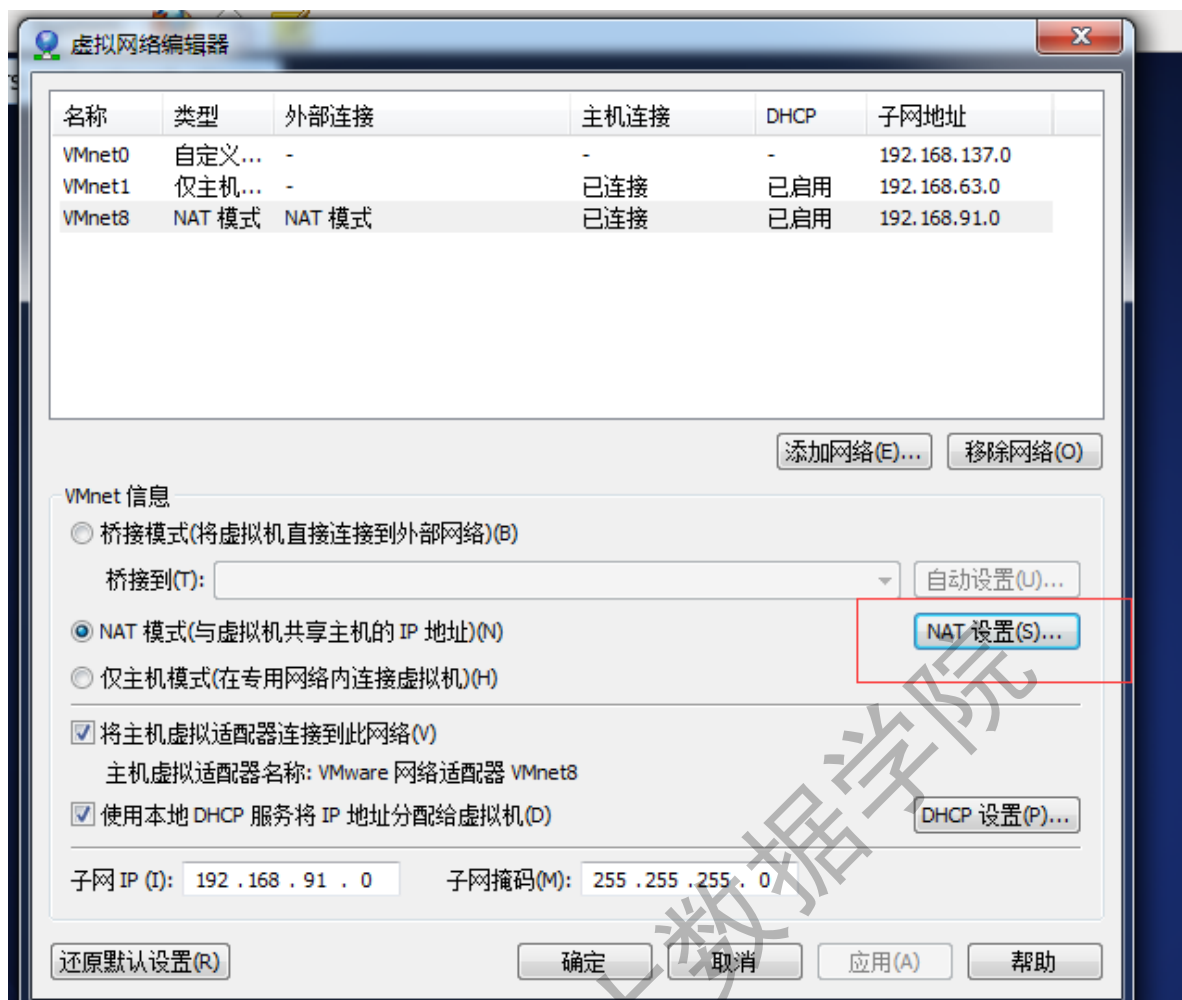 虚拟网络编辑器
名称 类型 外部连接 主机连接 DHCP 子网地址
VMnet0 自定义... - - - 192.168.137.0
VMnet1 仅主机... - 已连接 已启用 192.168.63.0
VMnet8 NAT 模式 NAT 模式 已连接 已启用 192.168.91.0
添加网络(E)... 移除网络(O)
VMnet 信息
桥接模式(将虚拟机直接连接到外部网络)(B)
桥接到(T): 自动设置(U)...
NAT 模式(与虚拟机共享主机的 IP 地址)(N) NAT 设置(S)...
仅主机模式(在专用网络内连接虚拟机)(H)
将主机虚拟适配器连接到此网络(V)
主机虚拟适配器名称: VMware 网络适配器 VMnet8
使用本地 DHCP 服务将 IP 地址分配给虚拟机(D) DHCP 设置(P)...
子网 IP (I): 192 . 168 . 91 . 0 子网掩码(M): 255 . 255 . 255 . 0
还原默认设置(R) 确定 取消 应用(A) 帮助
数据学院